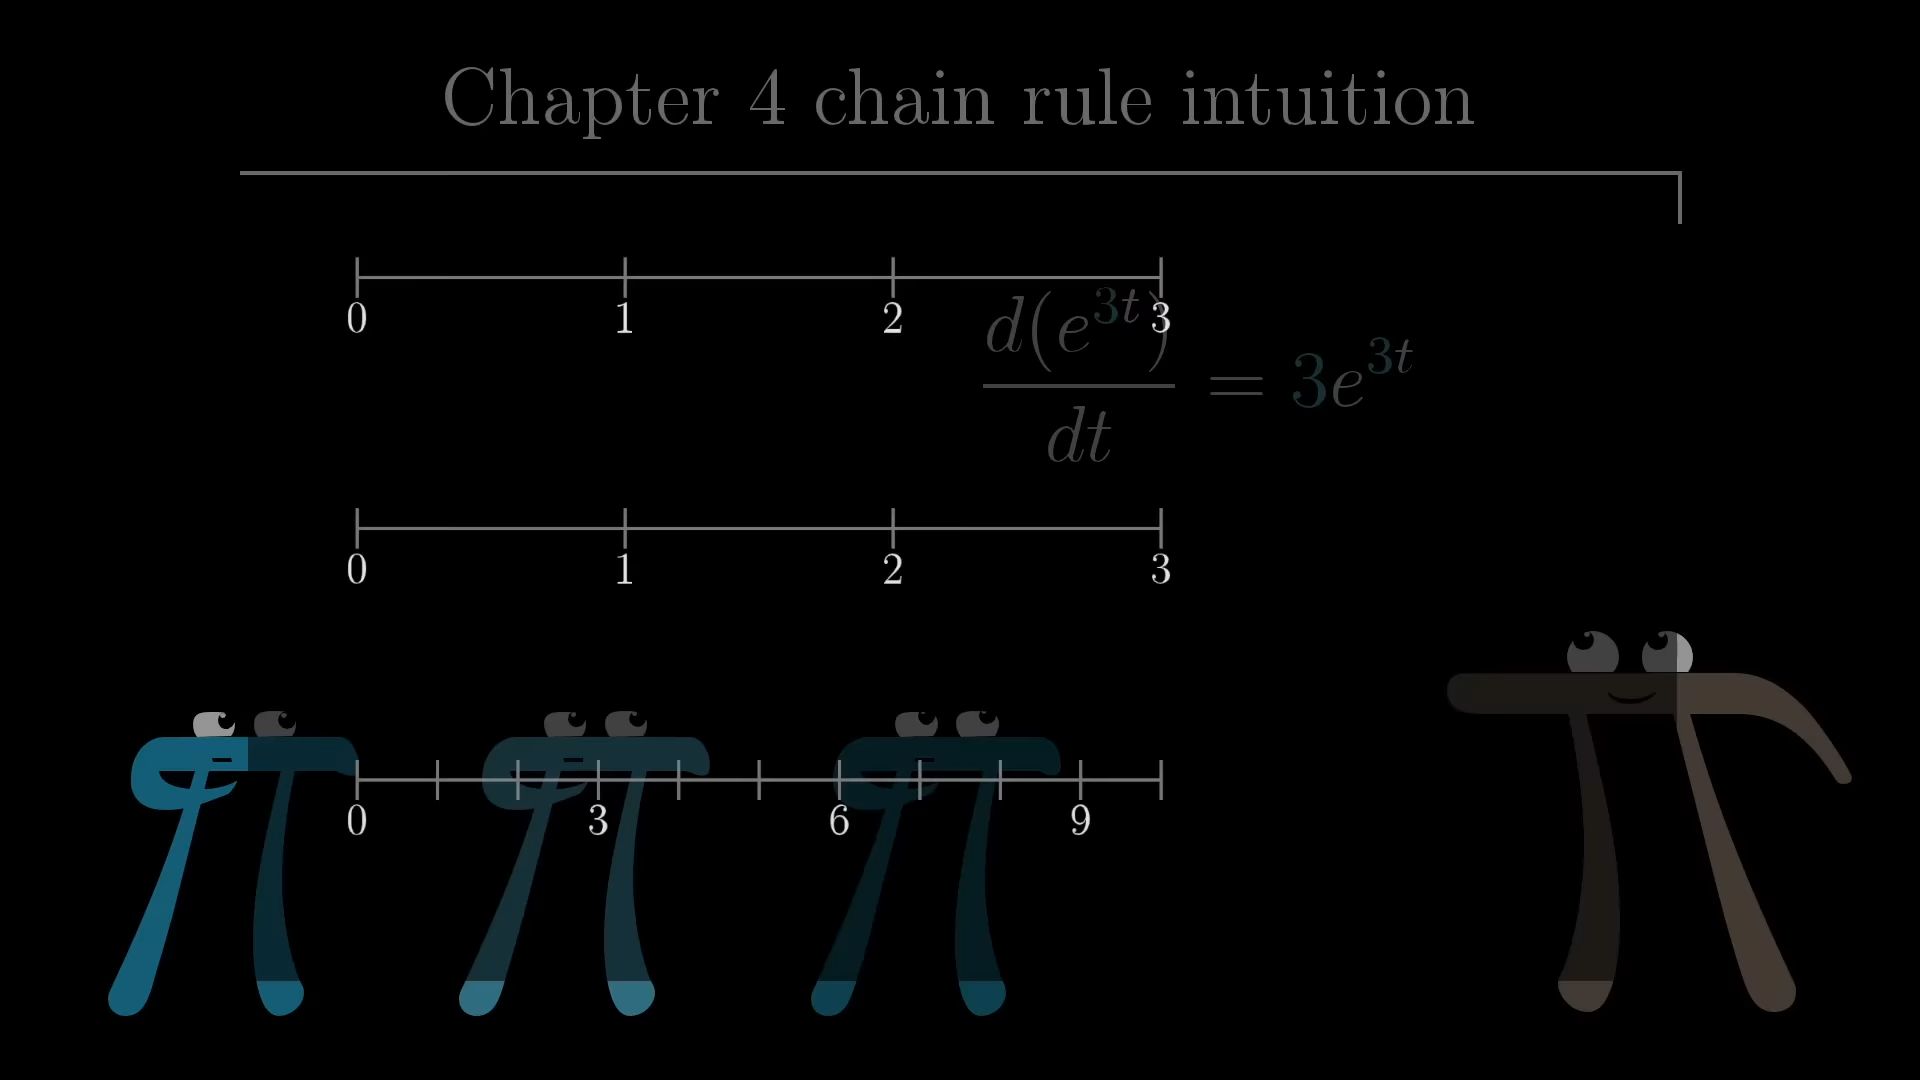 Chapter 4 chain rule intuition
0 1 2 3
d(e^{3t})/dt = 3e^{3t}
0 1 2 3
0 3 6 9